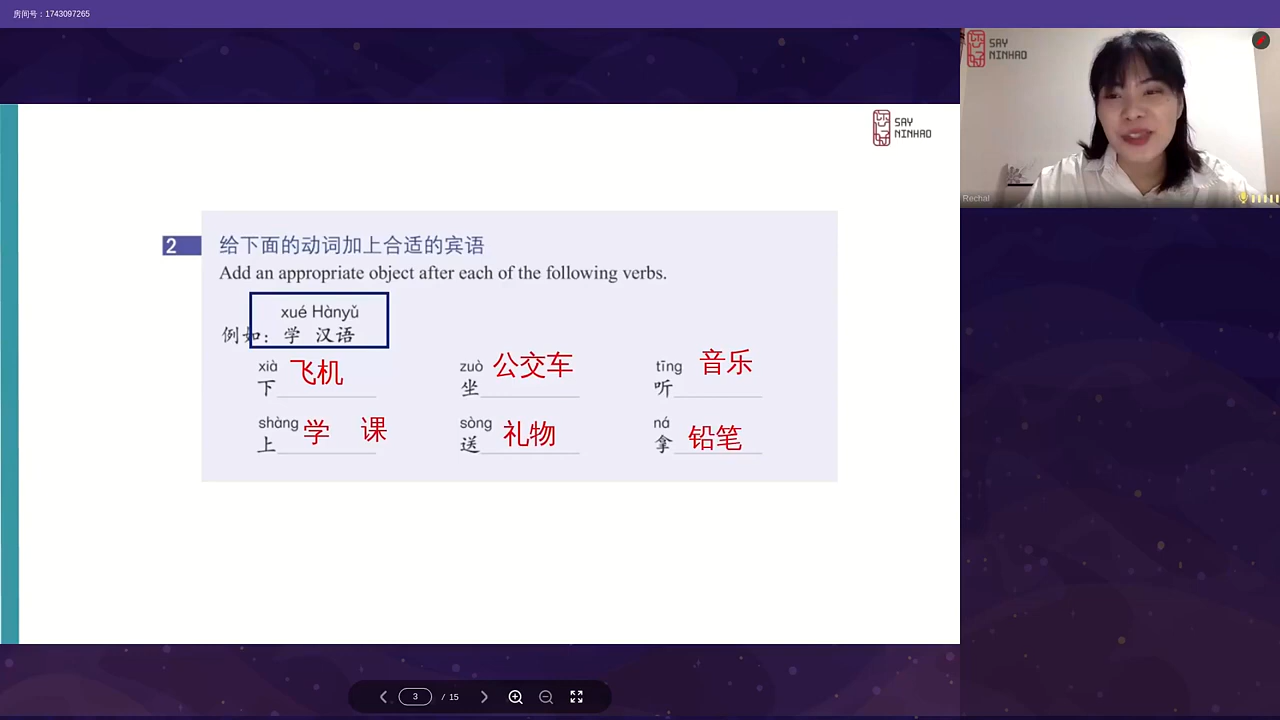 房间号：1743097265
SAY
NINHAO
SAY
NINHAO
Rechal
2 给下面的动词加上合适的宾语
Add an appropriate object after each of the following verbs.
xué Hànyǔ
例如：学 汉语
xià zuò tīng
下 飞机 坐 公交车 听 音乐
shàng sòng ná
上 学 课 送 礼物 拿 铅笔
3 / 15